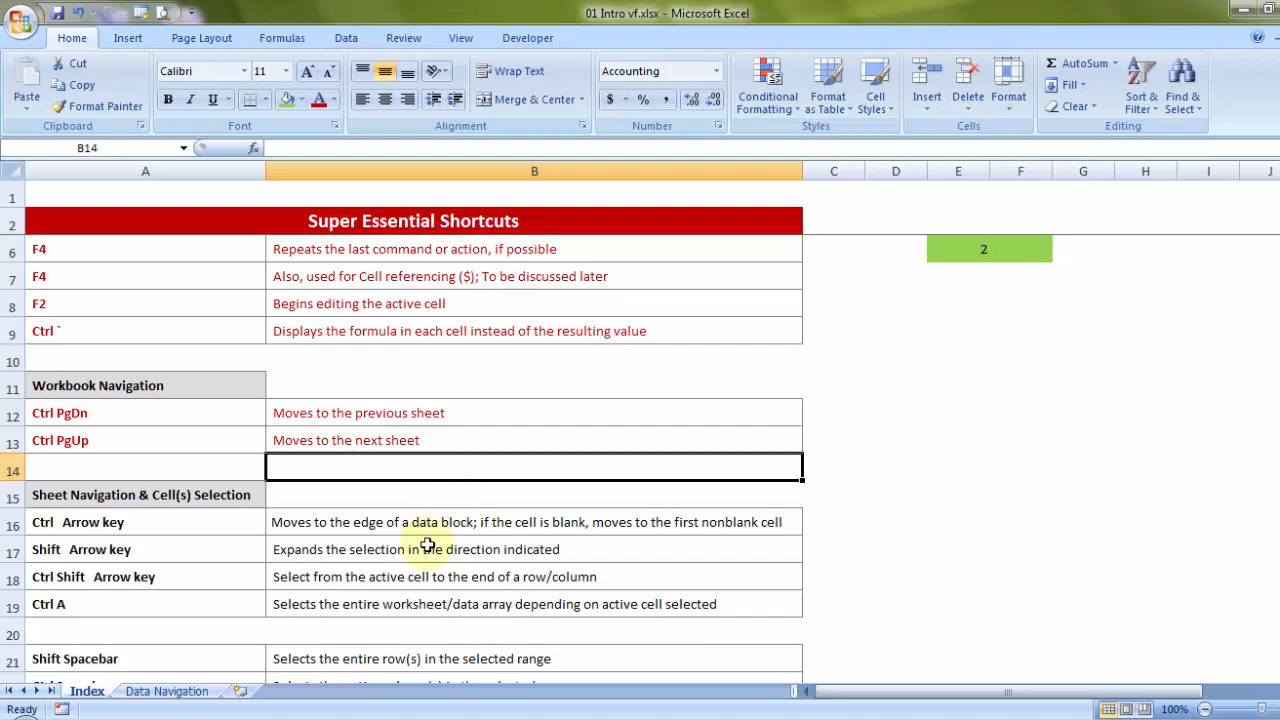 01 Intro vf.xlsx - Microsoft Excel
Home Insert Page Layout Formulas Data Review View Developer
Paste
Cut
Copy
Format Painter
Clipboard
Calibri 11
B I U
Font
Wrap Text
Merge & Center
Alignment
Accounting
$ % ,
Number
Conditional Formatting
Format as Table
Cell Styles
Styles
Insert Delete Format
Cells
AutoSum
Fill
Clear
Sort & Filter
Find & Select
Editing
B14 fx
A B C D E F G H I J
1
2 Super Essential Shortcuts
6 F4 Repeats the last command or action, if possible 2
7 F4 Also, used for Cell referencing ($); To be discussed later
8 F2 Begins editing the active cell
9 Ctrl ` Displays the formula in each cell instead of the resulting value
10
11 Workbook Navigation
12 Ctrl PgDn Moves to the previous sheet
13 Ctrl PgUp Moves to the next sheet
14
15 Sheet Navigation & Cell(s) Selection
16 Ctrl Arrow key Moves to the edge of a data block; if the cell is blank, moves to the first nonblank cell
17 Shift Arrow key Expands the selection in the direction indicated
18 Ctrl Shift Arrow key Select from the active cell to the end of a row/column
19 Ctrl A Selects the entire worksheet/data array depending on active cell selected
20
21 Shift Spacebar Selects the entire row(s) in the selected range
Index Data Navigation
Ready 100%